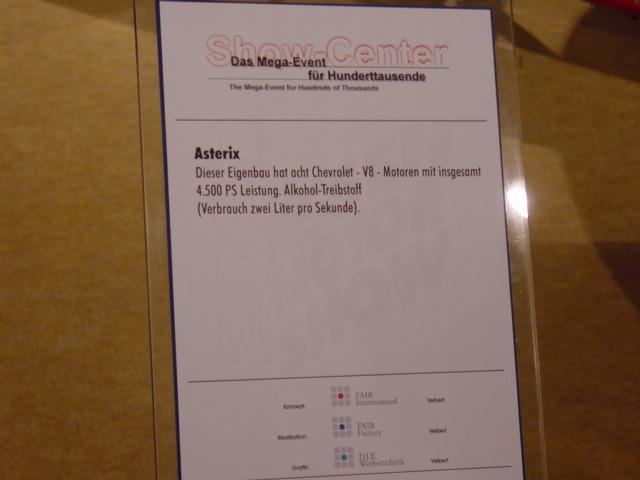 Show-Center
Das Mega-Event
für Hunderttausende
The Mega-Event for Hundreds of Thousands
Asterix
Dieser Eigenbau hat acht Chevrolet - V8 - Motoren mit insgesamt
4.500 PS Leistung. Alkohol-Treibstoff
(Verbrauch zwei Liter pro Sekunde).
MOTOR
SHOW
Konzept: FAIR International Velbert
Realisation: FAIR Factory Velbert
Grafik: D.I.E. Werbetechnik Velbert